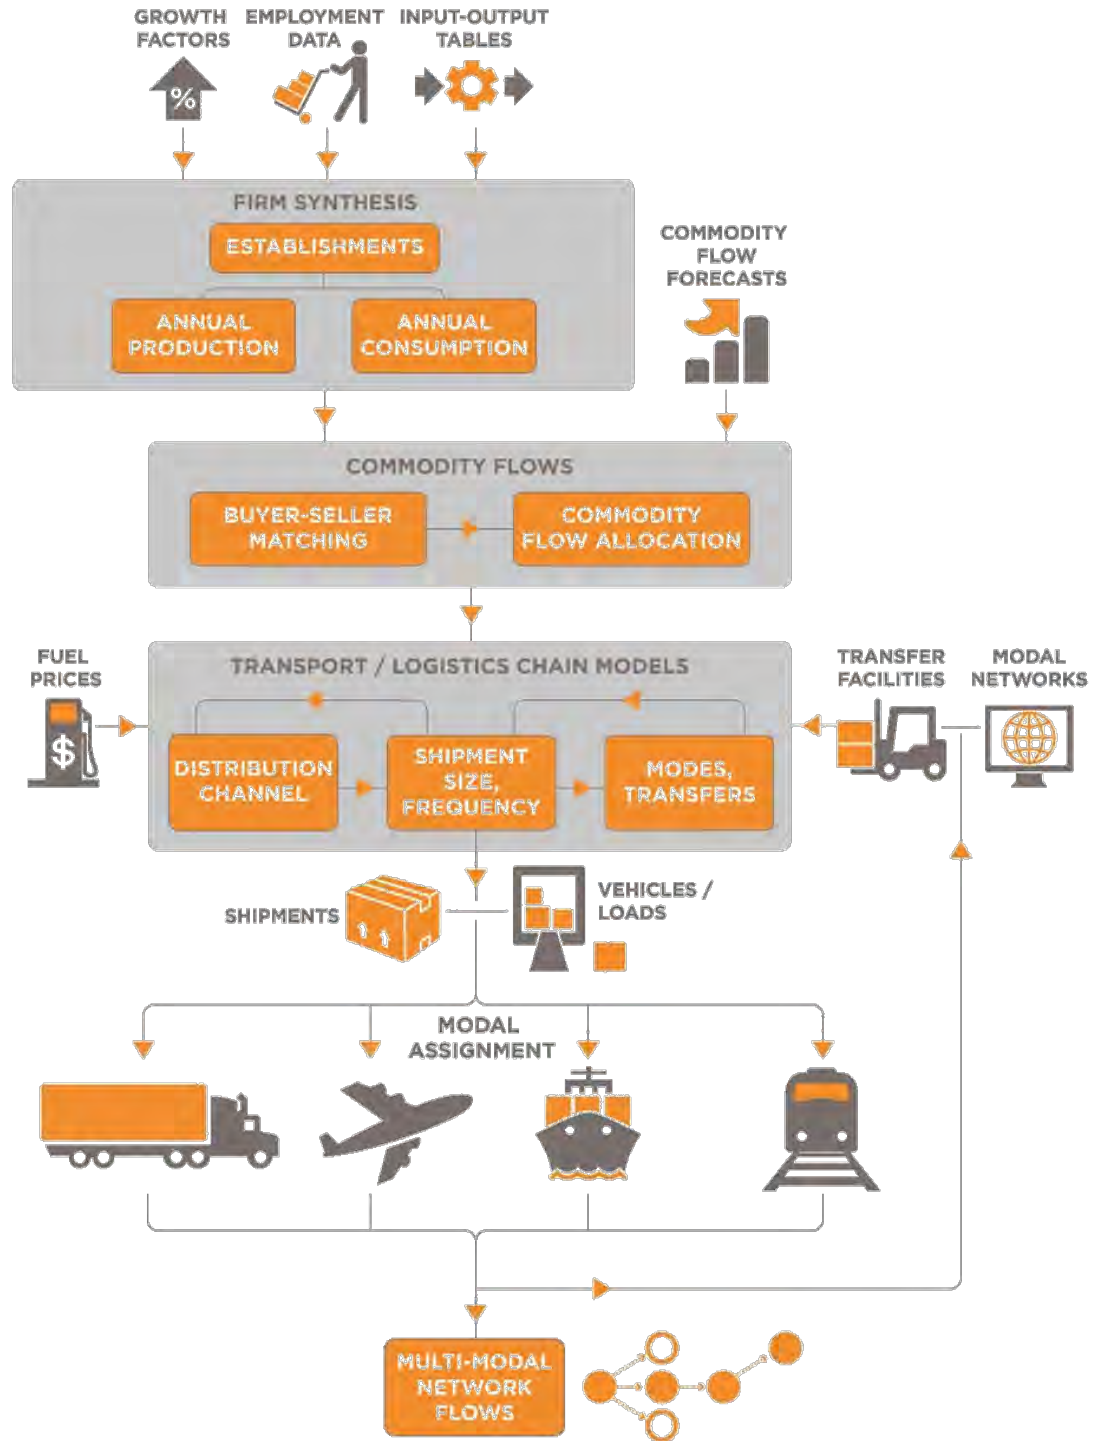 GROWTH
FACTORS
EMPLOYMENT
DATA
INPUT-OUTPUT
TABLES
%
FIRM SYNTHESIS
ESTABLISHMENTS
ANNUAL
PRODUCTION
ANNUAL
CONSUMPTION
COMMODITY
FLOW
FORECASTS
COMMODITY FLOWS
BUYER-SELLER
MATCHING
COMMODITY
FLOW ALLOCATION
FUEL
PRICES
$
TRANSPORT / LOGISTICS CHAIN MODELS
DISTRIBUTION
CHANNEL
SHIPMENT
SIZE,
FREQUENCY
MODES,
TRANSFERS
TRANSFER
FACILITIES
MODAL
NETWORKS
SHIPMENTS
VEHICLES /
LOADS
MODAL
ASSIGNMENT
MULTI-MODAL
NETWORK
FLOWS